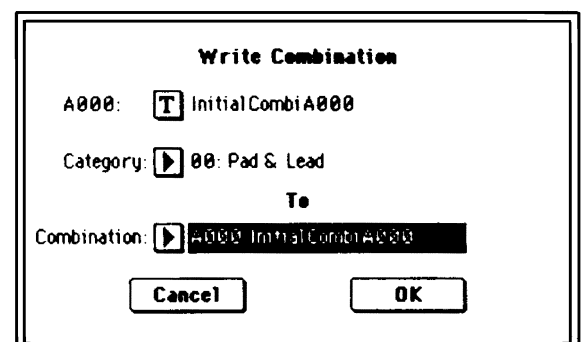 Write Combination
A000: T InitialCombiA000
Category: 00: Pad & Lead
To
Combination: A000 InitialCombiA000
Cancel OK